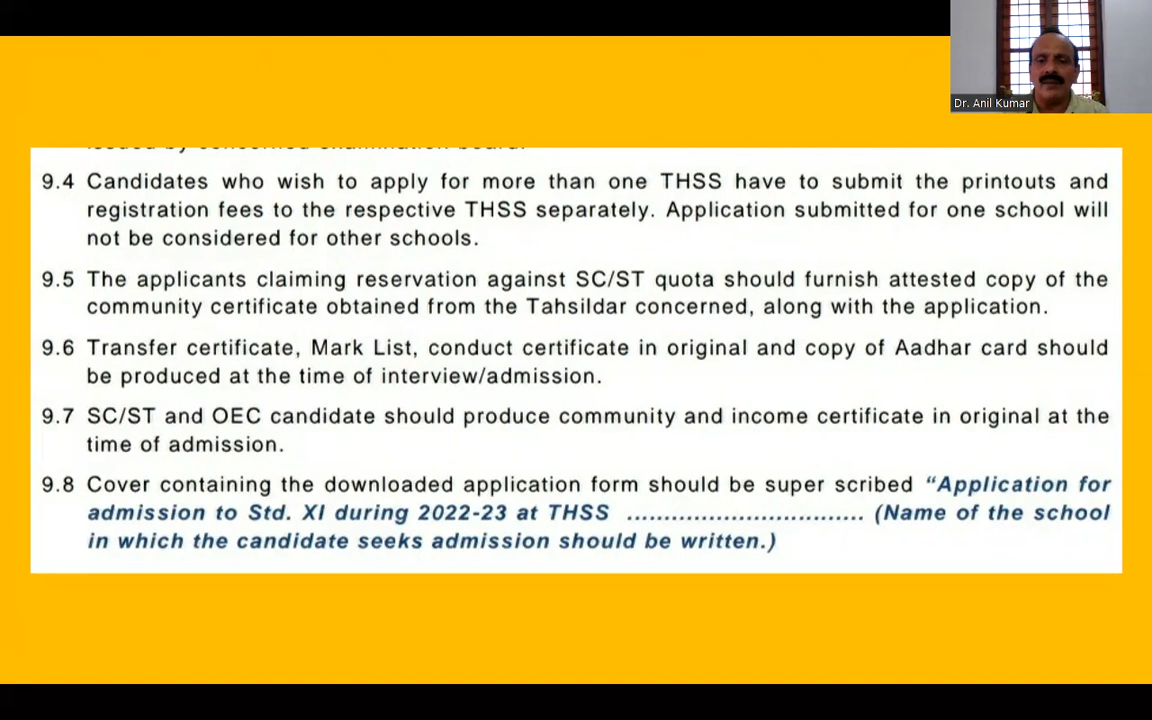 Dr. Anil Kumar
9.4 Candidates who wish to apply for more than one THSS have to submit the printouts and
registration fees to the respective THSS separately. Application submitted for one school will
not be considered for other schools.
9.5 The applicants claiming reservation against SC/ST quota should furnish attested copy of the
community certificate obtained from the Tahsildar concerned, along with the application.
9.6 Transfer certificate, Mark List, conduct certificate in original and copy of Aadhar card should
be produced at the time of interview/admission.
9.7 SC/ST and OEC candidate should produce community and income certificate in original at the
time of admission.
9.8 Cover containing the downloaded application form should be super scribed “Application for
admission to Std. XI during 2022-23 at THSS ................................ (Name of the school
in which the candidate seeks admission should be written.)